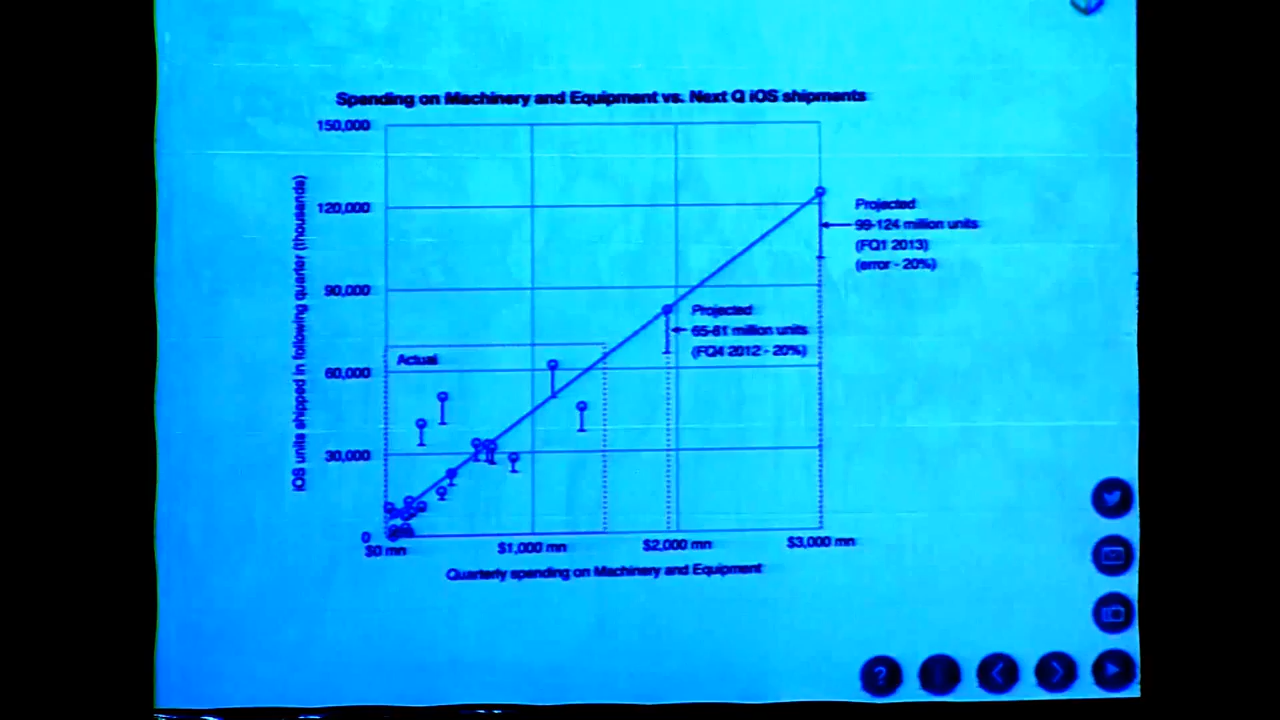 Spending on Machinery and Equipment vs. Next Q iOS shipments
150,000
120,000
90,000
60,000
30,000
0
iOS units shipped in following quarter (thousands)
Actual
Projected
65-81 million units
(FQ4 2012 - 20%)
Projected
99-124 million units
(FQ1 2013)
(error - 20%)
$0 mn
$1,000 mn
$2,000 mn
$3,000 mn
Quarterly spending on Machinery and Equipment
?